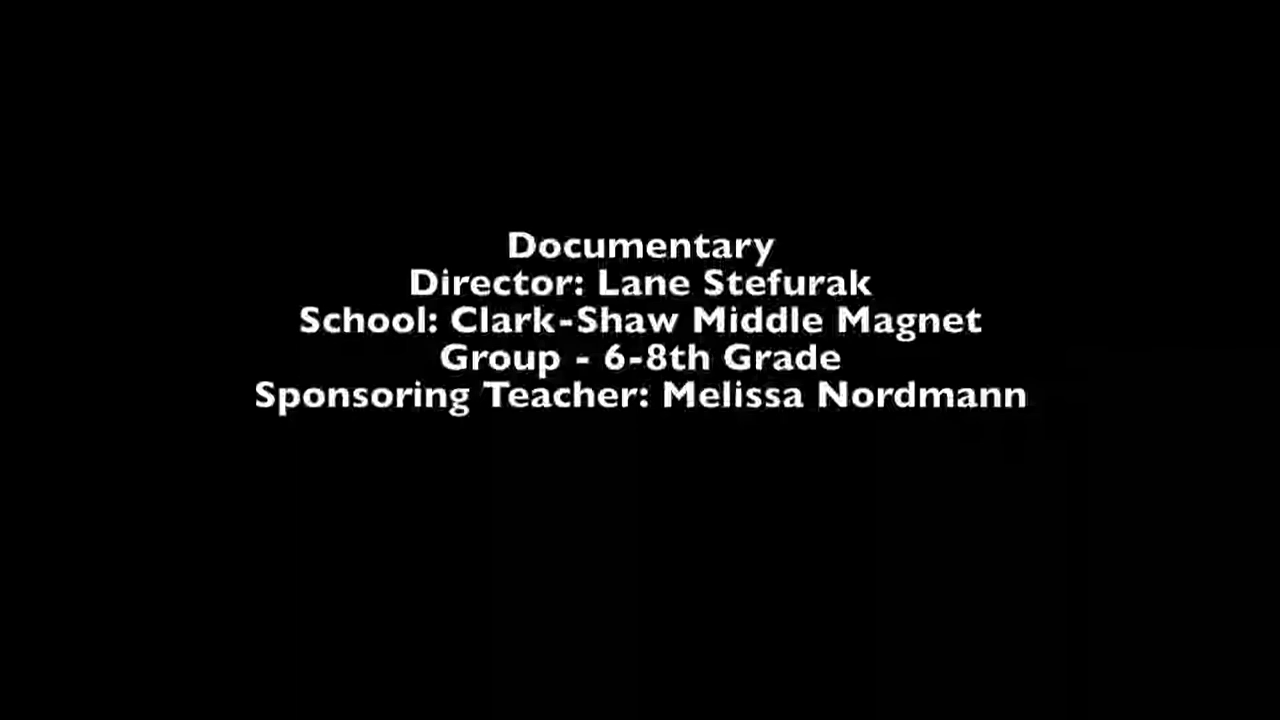 Documentary
Director: Lane Stefurak
School: Clark-Shaw Middle Magnet
Group - 6-8th Grade
Sponsoring Teacher: Melissa Nordmann